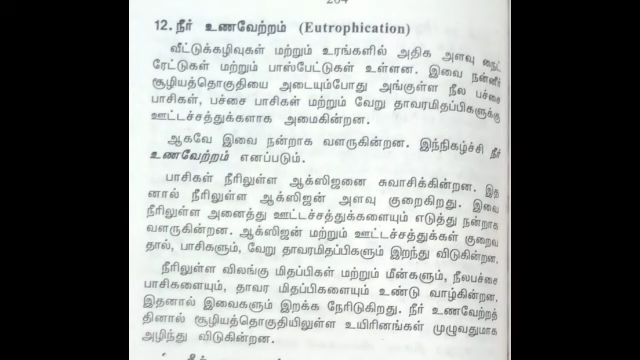 204
12. நீர் உணவேற்றம் (Eutrophication)
வீட்டுக்கழிவுகள் மற்றும் உரங்களில் அதிக அளவு நைட்
ரேட்டுகள் மற்றும் பாஸ்பேட்டுகள் உள்ளன. இவை நன்னீர்
சூழியத்தொகுதியை அடையும்போது அங்குள்ள நீல பச்சை
பாசிகள், பச்சை பாசிகள் மற்றும் வேறு தாவரமிதப்பிகளுக்கு
ஊட்டச்சத்துக்களாக அமைகின்றன.
ஆகவே இவை நன்றாக வளருகின்றன. இந்நிகழ்ச்சி நீர்
உணவேற்றம் எனப்படும்.
பாசிகள் நீரிலுள்ள ஆக்ஸிஜனை சுவாசிக்கின்றன. இத
னால் நீரிலுள்ள ஆக்ஸிஜன் அளவு குறைகிறது. இவை
நீரிலுள்ள அனைத்து ஊட்டச்சத்துக்களையும் எடுத்து நன்றாக
வளருகின்றன. ஆக்ஸிஜன் மற்றும் ஊட்டச்சத்துக்கள் குறைவ
தால், பாசிகளும், வேறு தாவரமிதப்பிகளும் இறந்து விடுகின்றன.
நீரிலுள்ள விலங்கு மிதப்பிகள் மற்றும் மீன்களும், நீலபச்சை
பாசிகளையும், தாவர மிதப்பிகளையும் உண்டு வாழ்கின்றன.
இதனால் இவைகளும் இறக்க நேரிடுகிறது. நீர் உணவேற்றத்
தினால் சூழியத்தொகுதியிலுள்ள உயிரினங்கள் முழுவதுமாக
அழிந்து விடுகின்றன.